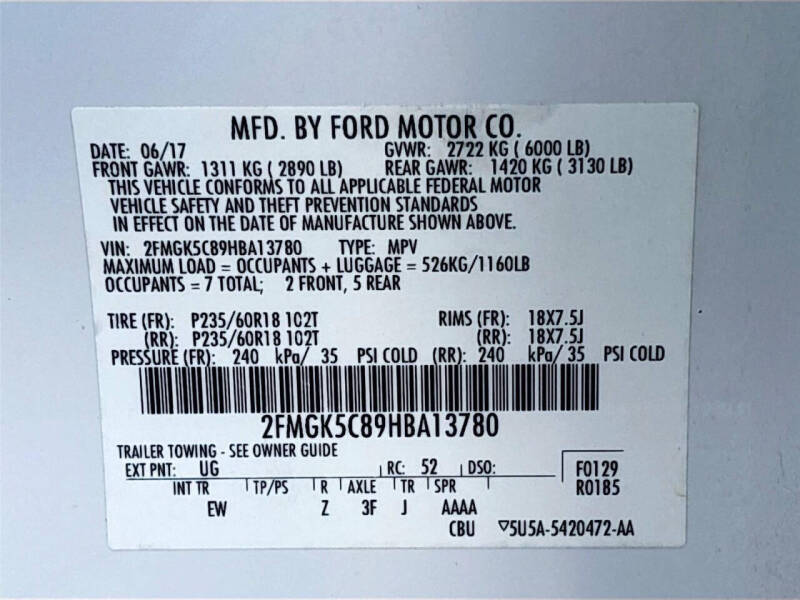 MFD. BY FORD MOTOR CO.
DATE: 06/17 GVWR: 2722 KG ( 6000 LB)
FRONT GAWR: 1311 KG ( 2890 LB) REAR GAWR: 1420 KG ( 3130 LB)
THIS VEHICLE CONFORMS TO ALL APPLICABLE FEDERAL MOTOR
VEHICLE SAFETY AND THEFT PREVENTION STANDARDS
IN EFFECT ON THE DATE OF MANUFACTURE SHOWN ABOVE.
VIN: 2FMGK5C89HBA13780 TYPE: MPV
MAXIMUM LOAD = OCCUPANTS + LUGGAGE = 526KG/1160LB
OCCUPANTS = 7 TOTAL; 2 FRONT, 5 REAR
TIRE (FR): P235/60R18 102T RIMS (FR): 18X7.5J
(RR): P235/60R18 102T (RR): 18X7.5J
PRESSURE (FR): 240 kPa/ 35 PSI COLD (RR): 240 kPa/ 35 PSI COLD
2FMGK5C89HBA13780
TRAILER TOWING - SEE OWNER GUIDE
EXT PNT: UG RC: 52 DSO: F0129
INT TR TP/PS R AXLE TR SPR R0185
EW Z 3F J AAAA
CBU ▽5U5A-5420472-AA